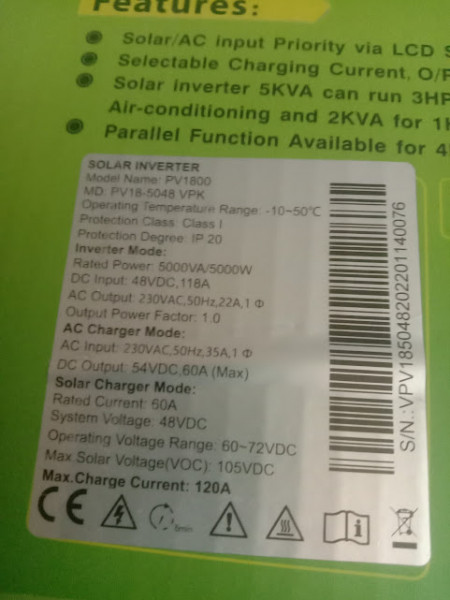 Features:
Solar/AC input Priority via LCD S
Selectable Charging Current, O/P
Solar inverter 5KVA can run 3HP
Air-conditioning and 2KVA for 1H
Parallel Function Available for 4
SOLAR INVERTER
Model Name: PV1800
MD: PV18-5048 VPK
Operating Temperature Range: -10~50℃
Protection Class: Class I
Protection Degree: IP 20
Inverter Mode:
Rated Power: 5000VA/5000W
DC Input: 48VDC,118A
AC Output: 230VAC,50Hz,22A,1 Φ
Output Power Factor: 1.0
AC Charger Mode:
AC Input: 230VAC,50Hz,35A,1 Φ
DC Output: 54VDC,60A (Max)
Solar Charger Mode:
Rated Current: 60A
System Voltage: 48VDC
Operating Voltage Range: 60~72VDC
Max Solar Voltage(VOC): 105VDC
Max.Charge Current: 120A
CE
5min
S/N.:VPV18504820220114​0076